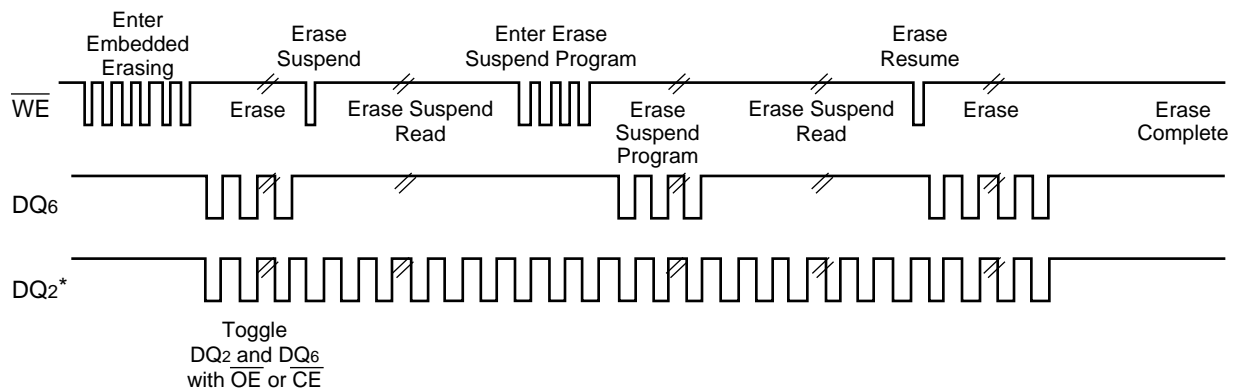 Enter
Embedded
Erasing
Erase
Suspend
Enter Erase
Suspend Program
Erase
Resume
WE
Erase
Erase Suspend
Read
Erase
Suspend
Program
Erase Suspend
Read
Erase
Erase
Complete
DQ6
DQ2*
Toggle
DQ2 and DQ6
with OE or CE